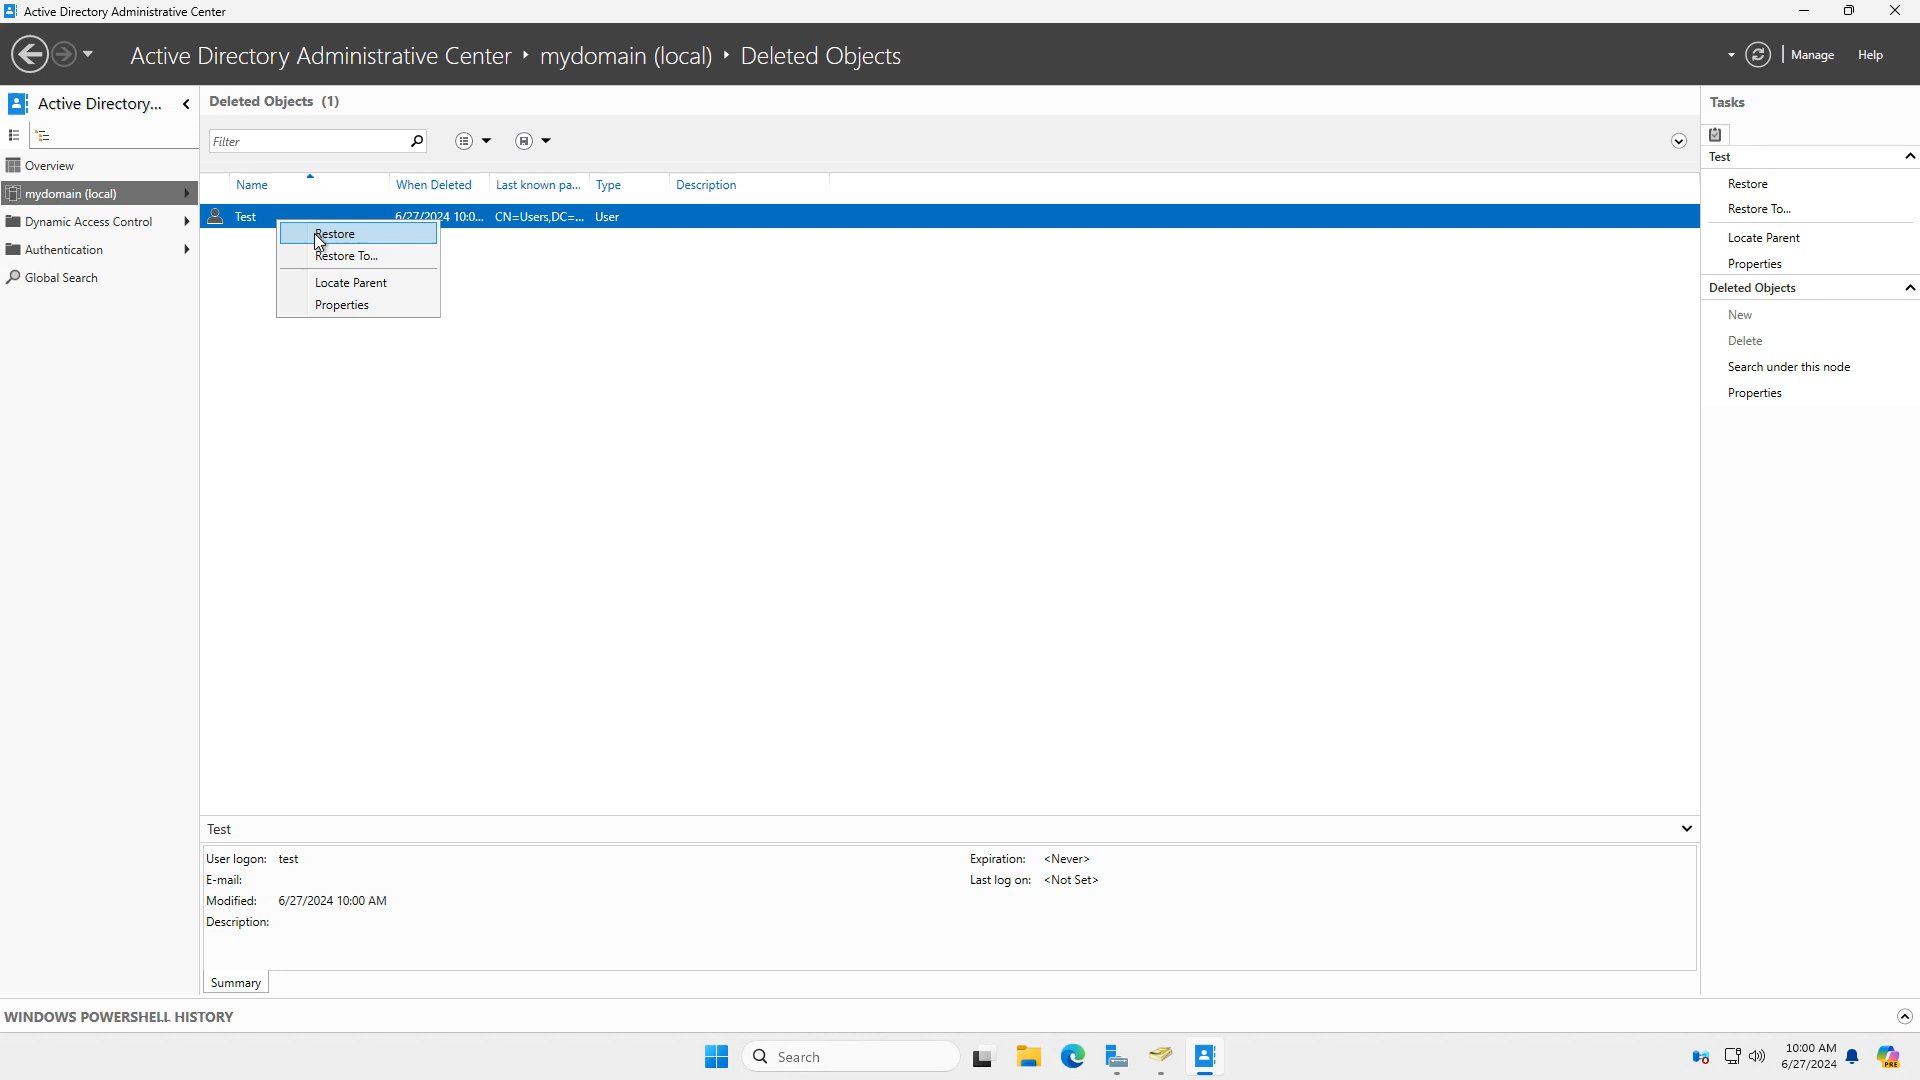 Active Directory Administrative Center
Active Directory Administrative Center • mydomain (local) • Deleted Objects
Manage
Help
Active Directory...
Overview
mydomain (local)
Dynamic Access Control
Authentication
Global Search
Deleted Objects (1)
Filter
Name When Deleted Last known pa... Type Description
Test 6/27/2024 10:0... CN=Users,DC=... User
Restore
Restore To...
Locate Parent
Properties
Test
User logon: test
E-mail:
Modified: 6/27/2024 10:00 AM
Description:
Expiration: <Never>
Last log on: <Not Set>
Summary
Tasks
Test
Restore
Restore To...
Locate Parent
Properties
Deleted Objects
New
Delete
Search under this node
Properties
WINDOWS POWERSHELL HISTORY
Search
10:00 AM
6/27/2024
PRE